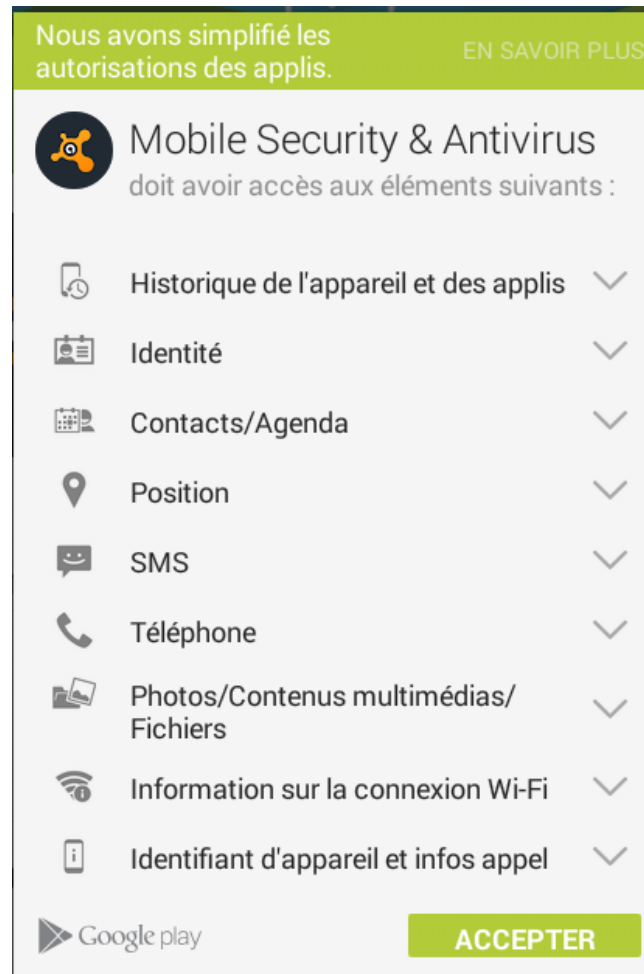 Nous avons simplifié les
autorisations des applis.
EN SAVOIR PLUS
Mobile Security & Antivirus
doit avoir accès aux éléments suivants :
Historique de l'appareil et des applis
Identité
Contacts/Agenda
Position
SMS
Téléphone
Photos/Contenus multimédias/
Fichiers
Information sur la connexion Wi-Fi
Identifiant d'appareil et infos appel
Google play
ACCEPTER